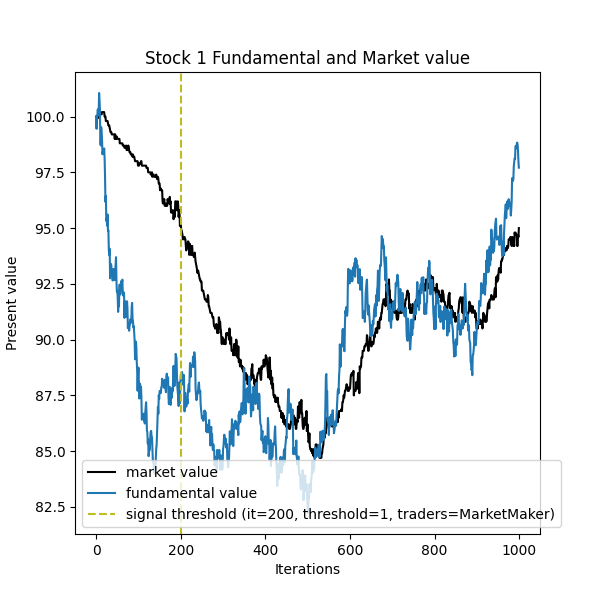 Stock 1 Fundamental and Market value
Present value
100.0
97.5
95.0
92.5
90.0
87.5
85.0
82.5
market value
fundamental value
signal threshold (it=200, threshold=1, traders=MarketMaker)
0 200 400 600 800 1000
Iterations